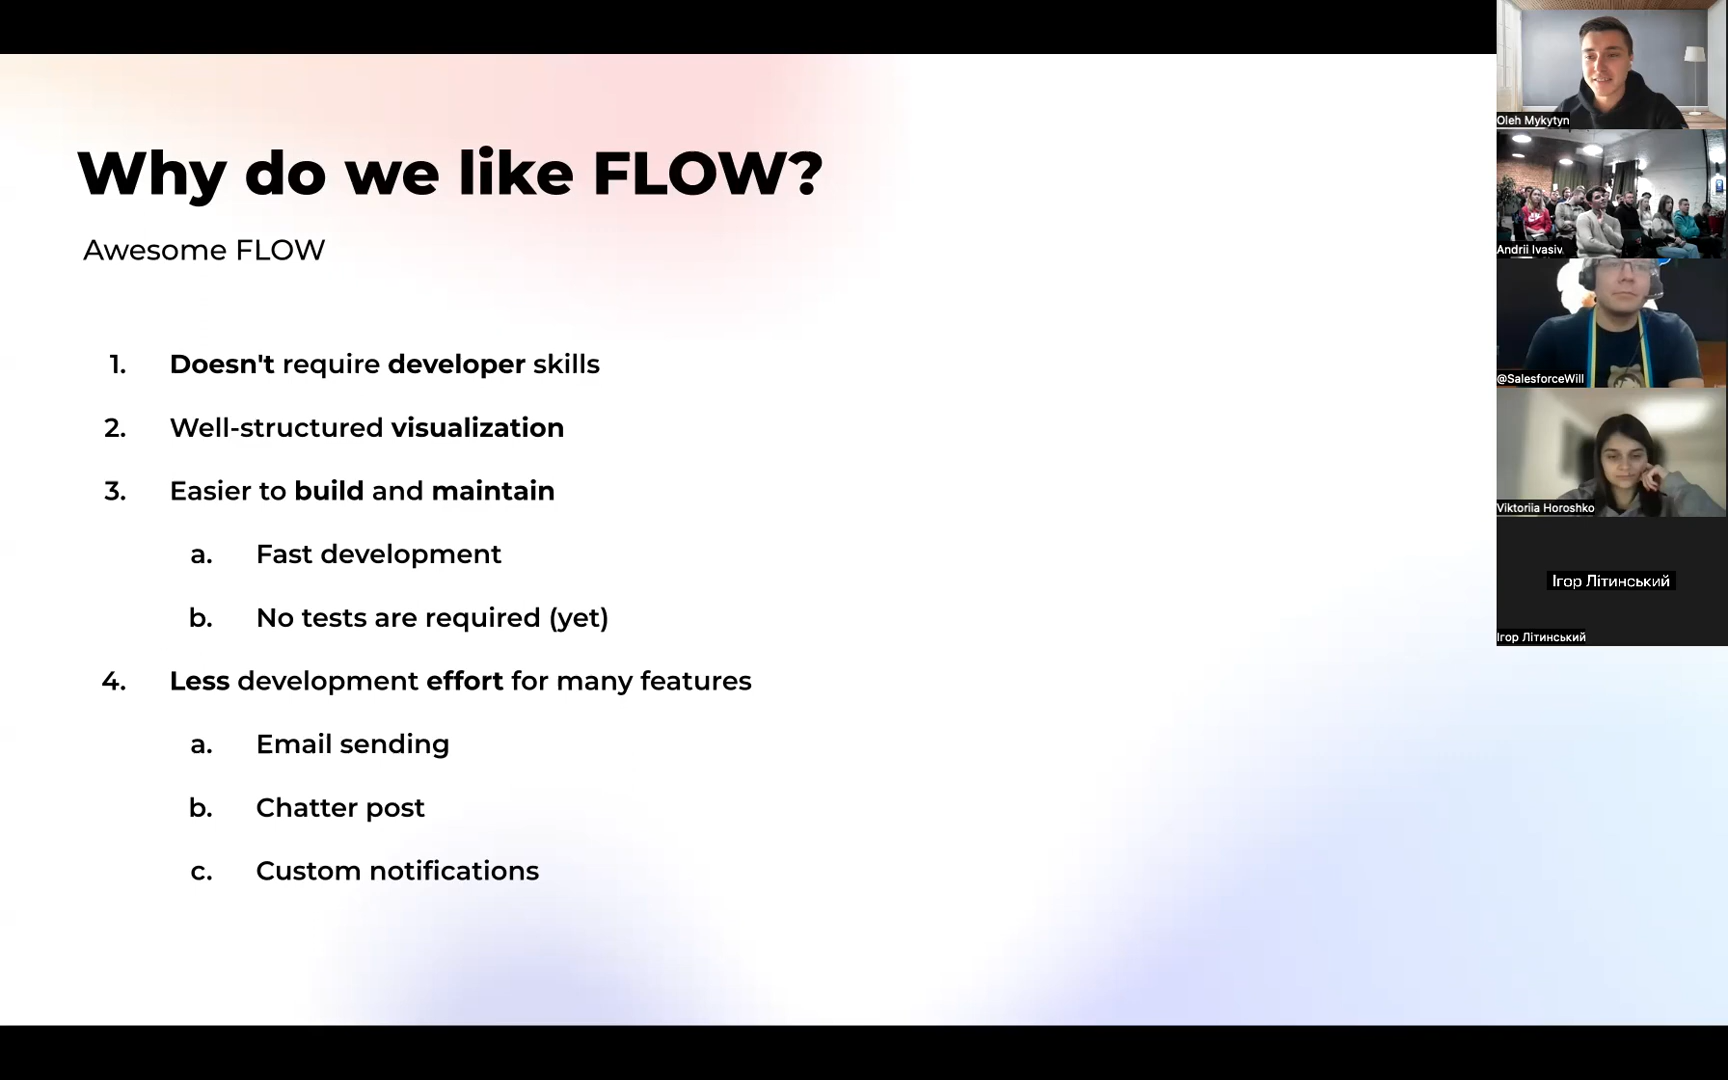 Why do we like FLOW?
Awesome FLOW
1. Doesn't require developer skills
2. Well-structured visualization
3. Easier to build and maintain
a. Fast development
b. No tests are required (yet)
4. Less development effort for many features
a. Email sending
b. Chatter post
c. Custom notifications
Oleh Mykytyn
Andrii Ivasiv
@SalesforceWill
Viktoriia Horoshko
Ігор Літинський
Ігор Літинський